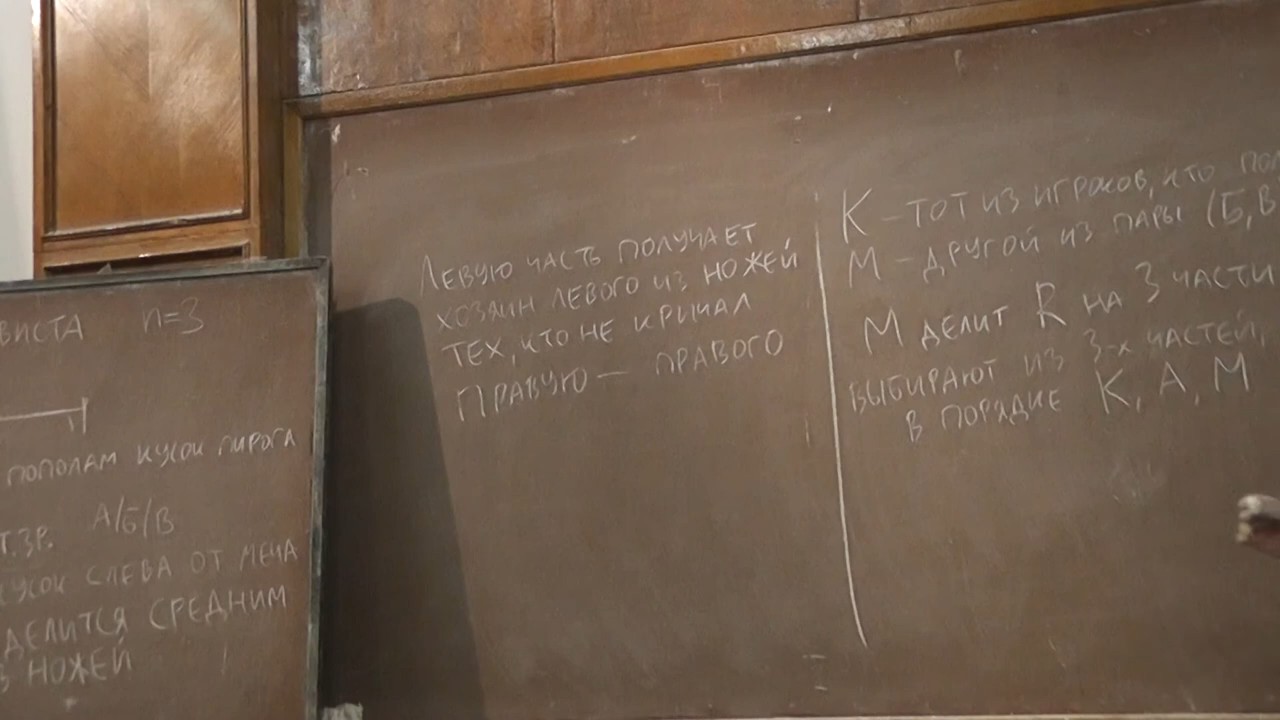 ВИСТА n=3
ПОПОЛАМ КУСОК ПИРОГА
Т.ЗР. А/Б/В
КУСОК СЛЕВА ОТ МЕЧА
ДЕЛИТСЯ СРЕДНИМ
НОЖЕЙ
ЛЕВУЮ ЧАСТЬ ПОЛУЧАЕТ
ХОЗЯИН ЛЕВОГО ИЗ НОЖЕЙ
ТЕХ, КТО НЕ КРИЧАЛ
ПРАВУЮ — ПРАВОГО
К – ТОТ ИЗ ИГРОКОВ, КТО ПОЛ
М – ДРУГОЙ ИЗ ПАРЫ (Б, В
М ДЕЛИТ R НА 3 ЧАСТИ
ВЫБИРАЮТ ИЗ 3-х ЧАСТЕЙ,
В ПОРЯДКЕ К, А, М